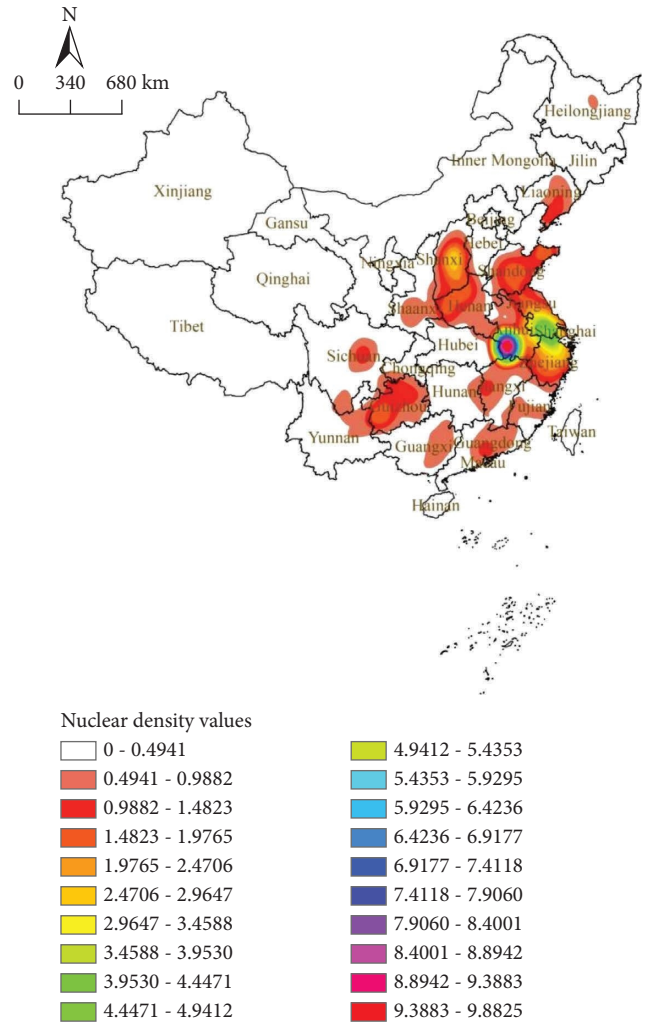 N
0 340 680 km
Heilongjiang
Inner Mongolia Jilin
Xinjiang
Liaoning
Gansu
Beijing
Hebei
Ningxia Shanxi
Qinghai
Shandong
Shaanxi Henan Jiangsu
Tibet
Anhui Shanghai
Hubei
Sichuan
Zhejiang
Chongqing
Hunan Jiangxi
Guizhou
Fujian
Yunnan
Guangxi Guangdong
Taiwan
Macau
Hainan
Nuclear density values
0 - 0.4941
0.4941 - 0.9882
0.9882 - 1.4823
1.4823 - 1.9765
1.9765 - 2.4706
2.4706 - 2.9647
2.9647 - 3.4588
3.4588 - 3.9530
3.9530 - 4.4471
4.4471 - 4.9412
4.9412 - 5.4353
5.4353 - 5.9295
5.9295 - 6.4236
6.4236 - 6.9177
6.9177 - 7.4118
7.4118 - 7.9060
7.9060 - 8.4001
8.4001 - 8.8942
8.8942 - 9.3883
9.3883 - 9.8825